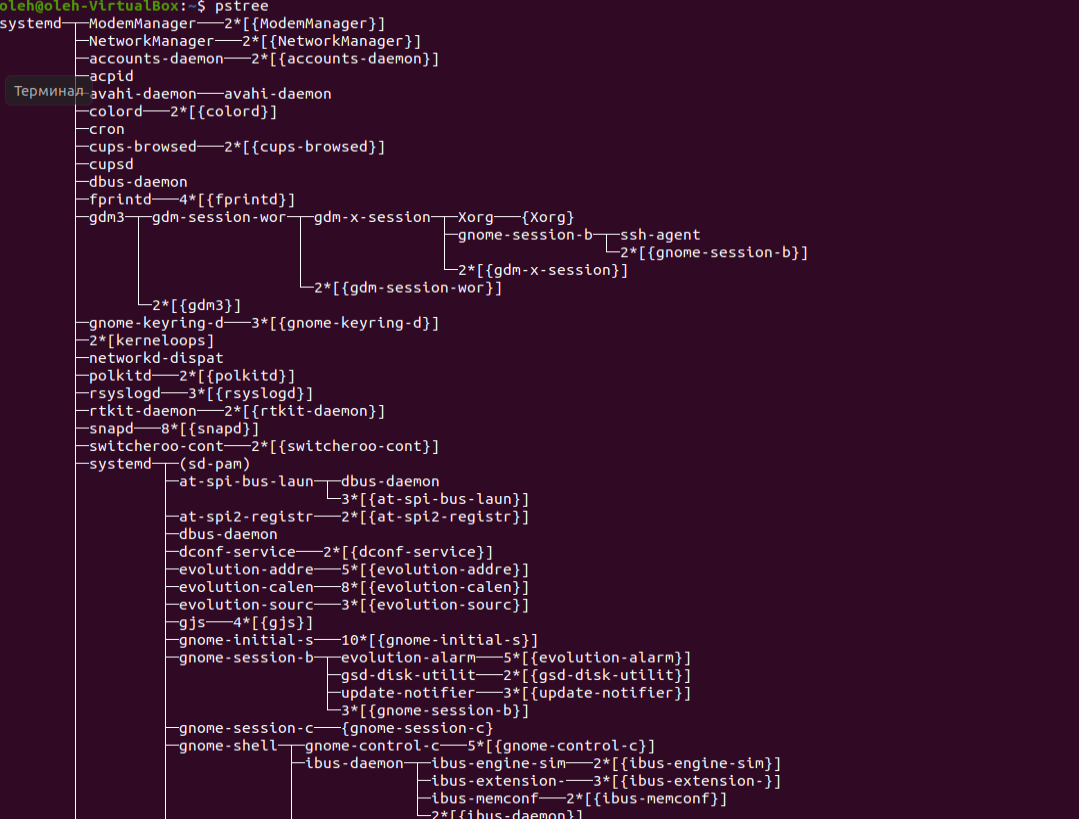 oleh@oleh-VirtualBox:~$ pstree
systemd─┬─ModemManager───2*[{ModemManager}]
        ├─NetworkManager───2*[{NetworkManager}]
        ├─accounts-daemon───2*[{accounts-daemon}]
        ├─acpid
Терминал
        ├─avahi-daemon───avahi-daemon
        ├─colord───2*[{colord}]
        ├─cron
        ├─cups-browsed───2*[{cups-browsed}]
        ├─cupsd
        ├─dbus-daemon
        ├─fprintd───4*[{fprintd}]
        ├─gdm3─┬─gdm-session-wor─┬─gdm-x-session─┬─Xorg───{Xorg}
        │      │                 │               ├─gnome-session-b─┬─ssh-agent
        │      │                 │               │                 └─2*[{gnome-session-b}]
        │      │                 │               └─2*[{gdm-x-session}]
        │      │                 └─2*[{gdm-session-wor}]
        │      └─2*[{gdm3}]
        ├─gnome-keyring-d───3*[{gnome-keyring-d}]
        ├─2*[kerneloops]
        ├─networkd-dispat
        ├─polkitd───2*[{polkitd}]
        ├─rsyslogd───3*[{rsyslogd}]
        ├─rtkit-daemon───2*[{rtkit-daemon}]
        ├─snapd───8*[{snapd}]
        ├─switcheroo-cont───2*[{switcheroo-cont}]
        ├─systemd─┬─(sd-pam)
        │         ├─at-spi-bus-laun─┬─dbus-daemon
        │         │                 └─3*[{at-spi-bus-laun}]
        │         ├─at-spi2-registr───2*[{at-spi2-registr}]
        │         ├─dbus-daemon
        │         ├─dconf-service───2*[{dconf-service}]
        │         ├─evolution-addre───5*[{evolution-addre}]
        │         ├─evolution-calen───8*[{evolution-calen}]
        │         ├─evolution-sourc───3*[{evolution-sourc}]
        │         ├─gjs───4*[{gjs}]
        │         ├─gnome-initial-s───10*[{gnome-initial-s}]
        │         ├─gnome-session-b─┬─evolution-alarm───5*[{evolution-alarm}]
        │         │                 ├─gsd-disk-utilit───2*[{gsd-disk-utilit}]
        │         │                 ├─update-notifier───3*[{update-notifier}]
        │         │                 └─3*[{gnome-session-b}]
        │         ├─gnome-session-c───{gnome-session-c}
        │         ├─gnome-shell─┬─gnome-control-c───5*[{gnome-control-c}]
        │         │             ├─ibus-daemon─┬─ibus-engine-sim───2*[{ibus-engine-sim}]
        │         │             │             ├─ibus-extension-───3*[{ibus-extension-}]
        │         │             │             ├─ibus-memconf───2*[{ibus-memconf}]
        │         │             │             └─2*[{ibus-daemon}]